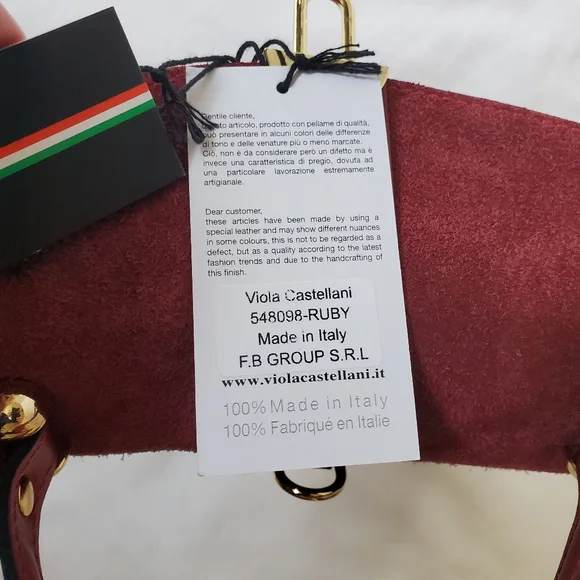 Gentile cliente,
questo articolo, prodotto con pellame di qualità,
può presentare in alcuni colori delle differenze
di tono e delle venature più o meno marcate.
Ciò, non è da considerare però un difetto ma è
invece una caratteristica di pregio, dovuta ad
una particolare lavorazione estremamente
artigianale.
Dear customer,
these articles have been made by using a
special leather and may show different nuances
in some colours, this is not to be regarded as a
defect, but as a quality according to the latest
fashion trends and due to the handcrafting of
this finish.
Viola Castellani
548098-RUBY
Made in Italy
F.B GROUP S.R.L
www.violacastellani.it
100% Made in Italy
100% Fabriqué en Italie